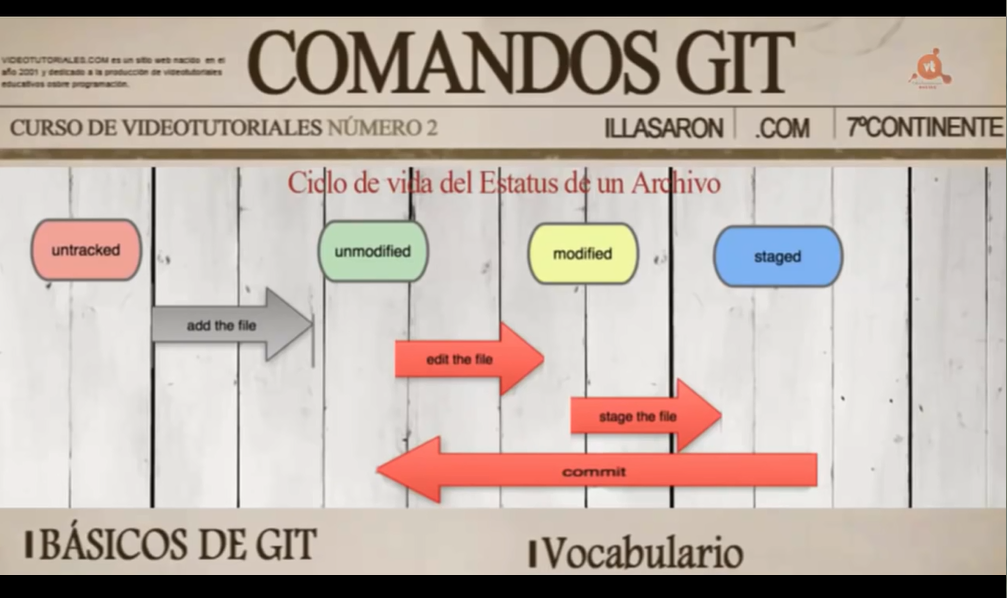 VIDEOTUTORIALES.COM es un sitio web nacido en el
año 2001 y dedicado a la producción de videotutoriales
educativos sobre programación.
COMANDOS GIT
vt
CURSO DE VIDEOTUTORIALES NÚMERO 2
ILLASARON .COM 7ºCONTINENTE
Ciclo de vida del Estatus de un Archivo
untracked
unmodified
modified
staged
add the file
edit the file
stage the file
commit
BÁSICOS DE GIT
Vocabulario